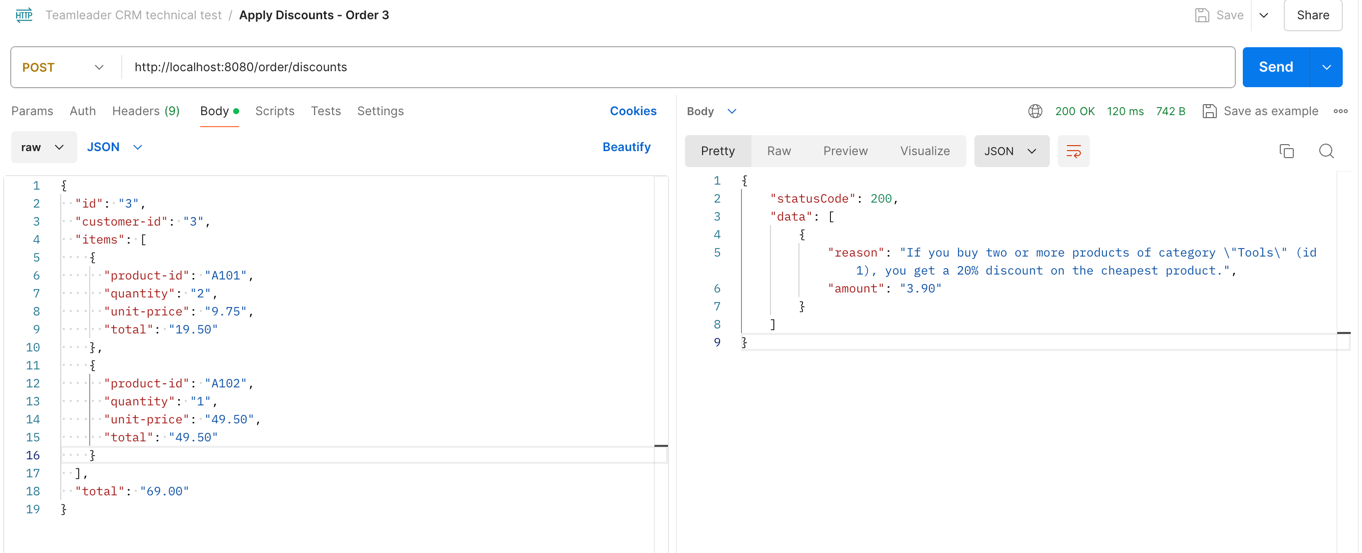 HTTP Teamleader CRM technical test / Apply Discounts - Order 3
Save Share
POST http://localhost:8080/order/discounts Send
Params Auth Headers (9) Body Scripts Tests Settings Cookies
raw JSON Beautify
1 {
2 "id": "3",
3 "customer-id": "3",
4 "items": [
5 {
6 "product-id": "A101",
7 "quantity": "2",
8 "unit-price": "9.75",
9 "total": "19.50"
10 },
11 {
12 "product-id": "A102",
13 "quantity": "1",
14 "unit-price": "49.50",
15 "total": "49.50"
16 }
17 ],
18 "total": "69.00"
19 }
Body 200 OK 120 ms 742 B Save as example
Pretty Raw Preview Visualize JSON
1 {
2 "statusCode": 200,
3 "data": [
4 {
5 "reason": "If you buy two or more products of category \"Tools\" (id
1), you get a 20% discount on the cheapest product.",
6 "amount": "3.90"
7 }
8 ]
9 }